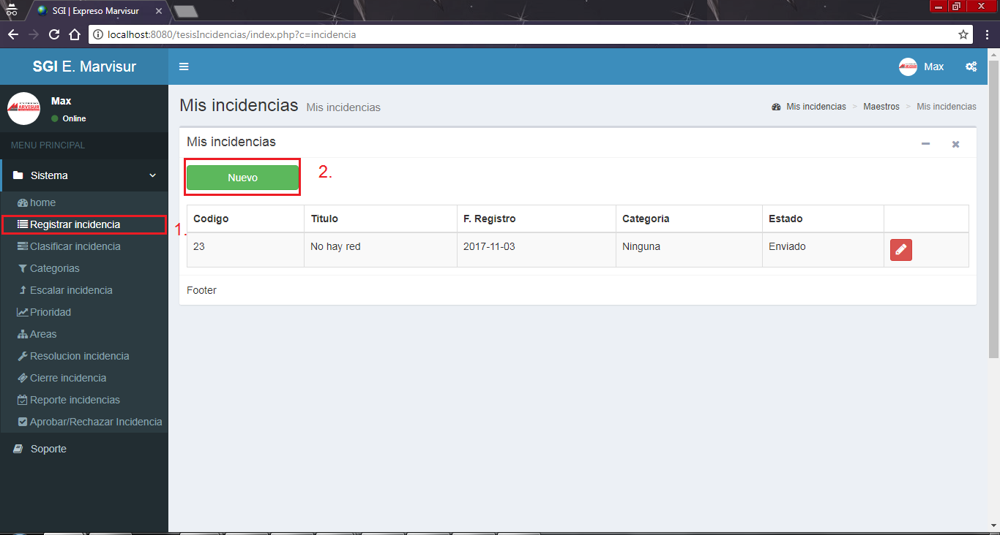 SGI | Expreso Marvisur
localhost:8080/tesisIncidencias/index.php?c=incidencia
SGI E. Marvisur
Max
Max
Online
MENU PRINCIPAL
Sistema
home
Registrar incidencia
1.
Clasificar incidencia
Categorias
Escalar incidencia
Prioridad
Areas
Resolucion incidencia
Cierre incidencia
Reporte incidencias
Aprobar/Rechazar Incidencia
Soporte
Mis incidencias Mis incidencias
Mis incidencias > Maestros > Mis incidencias
Mis incidencias
Nuevo
2.
Codigo Titulo F. Registro Categoria Estado
23 No hay red 2017-11-03 Ninguna Enviado
Footer